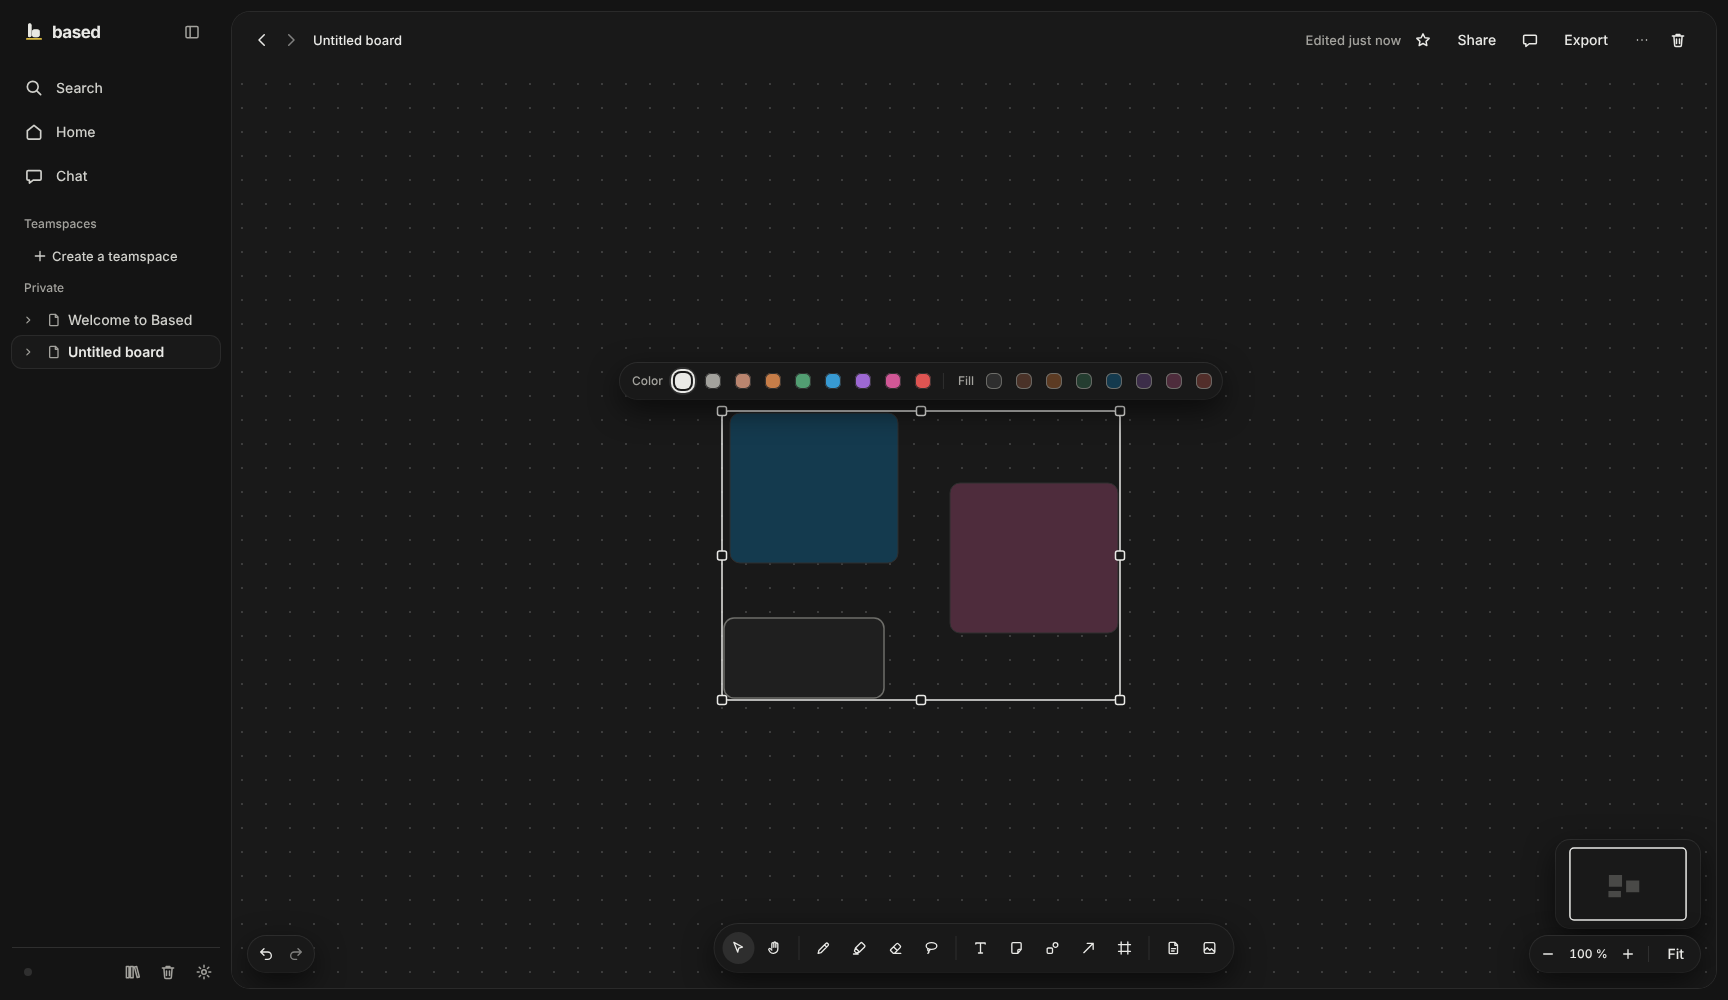 based
Untitled board
Edited just now
Share
Export
Search
Home
Chat
Teamspaces
Create a teamspace
Private
Welcome to Based
Untitled board
Color
Fill
100 %
Fit